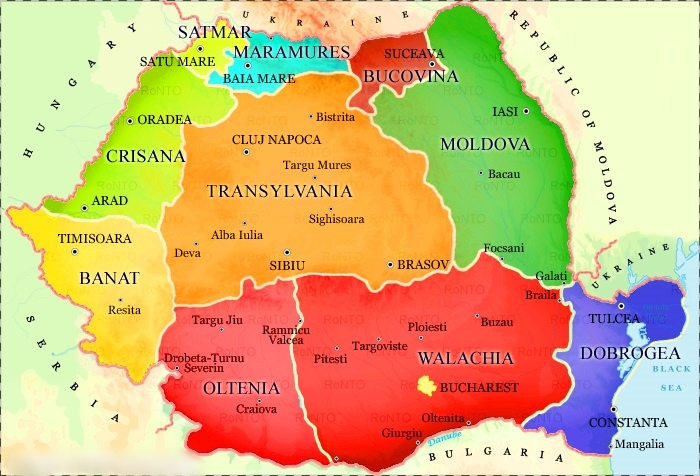 UKRAINE
HUNGARY
REPUBLIC OF MOLDOVA
SATMAR
SATU MARE
MARAMURES
BAIA MARE
SUCEAVA
BUCOVINA
ORADEA
CRISANA
ARAD
Bistrita
CLUJ NAPOCA
Targu Mures
TRANSYLVANIA
Sighisoara
Alba Iulia
Deva
SIBIU
BRASOV
IASI
MOLDOVA
Bacau
Focsani
Galati
Braila
UKRAINE
TIMISOARA
BANAT
Resita
SERBIA
Targu Jiu
Ramnicu
Valcea
Drobeta-Turnu
Severin
OLTENIA
Craiova
Pitesti
Targoviste
Ploiesti
Buzau
WALACHIA
BUCHAREST
Oltenita
Giurgiu
Danube
BULGARIA
TULCEA
DOBROGEA
BLACK
SEA
CONSTANTA
Mangalia
RoNTO